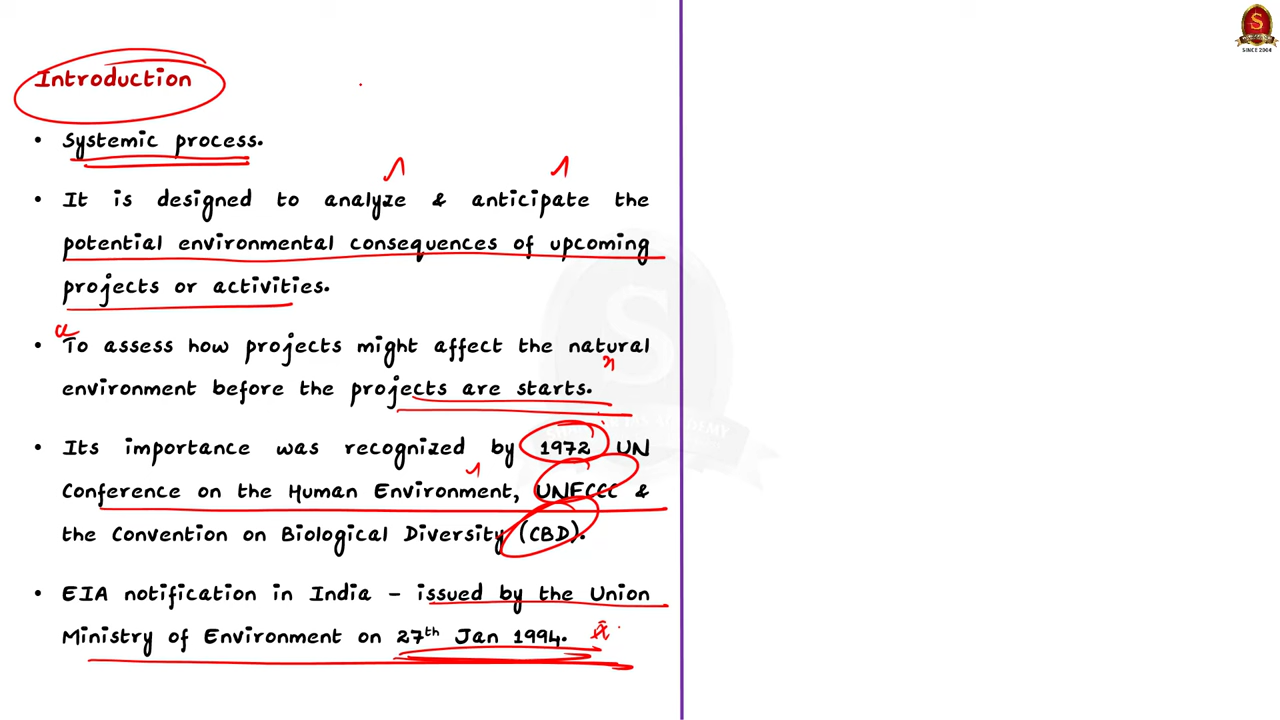 Introduction
• Systemic process.
• It is designed to analyze & anticipate the
potential environmental consequences of upcoming
projects or activities.
• To assess how projects might affect the natural
environment before the projects are starts.
• Its importance was recognized by 1972 UN
Conference on the Human Environment, UNFCCC &
the Convention on Biological Diversity (CBD).
• EIA notification in India – issued by the Union
Ministry of Environment on 27th Jan 1994.
S
SINCE 2004
S
ACADEMY